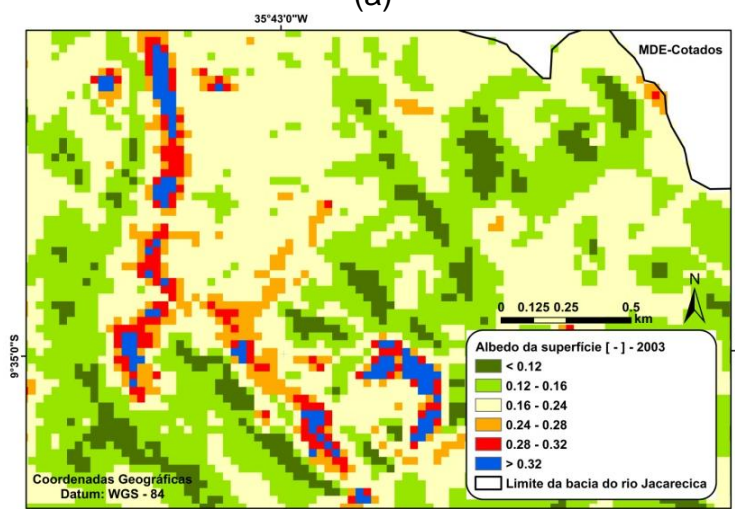 (a)
35°43'0"W
MDE-Cotados
N
0 0.125 0.25 0.5
km
9°35'0"S
Albedo da superfície [ - ] - 2003
< 0.12
0.12 - 0.16
0.16 - 0.24
0.24 - 0.28
0.28 - 0.32
> 0.32
Limite da bacia do rio Jacarecica
Coordenadas Geográficas
Datum: WGS - 84